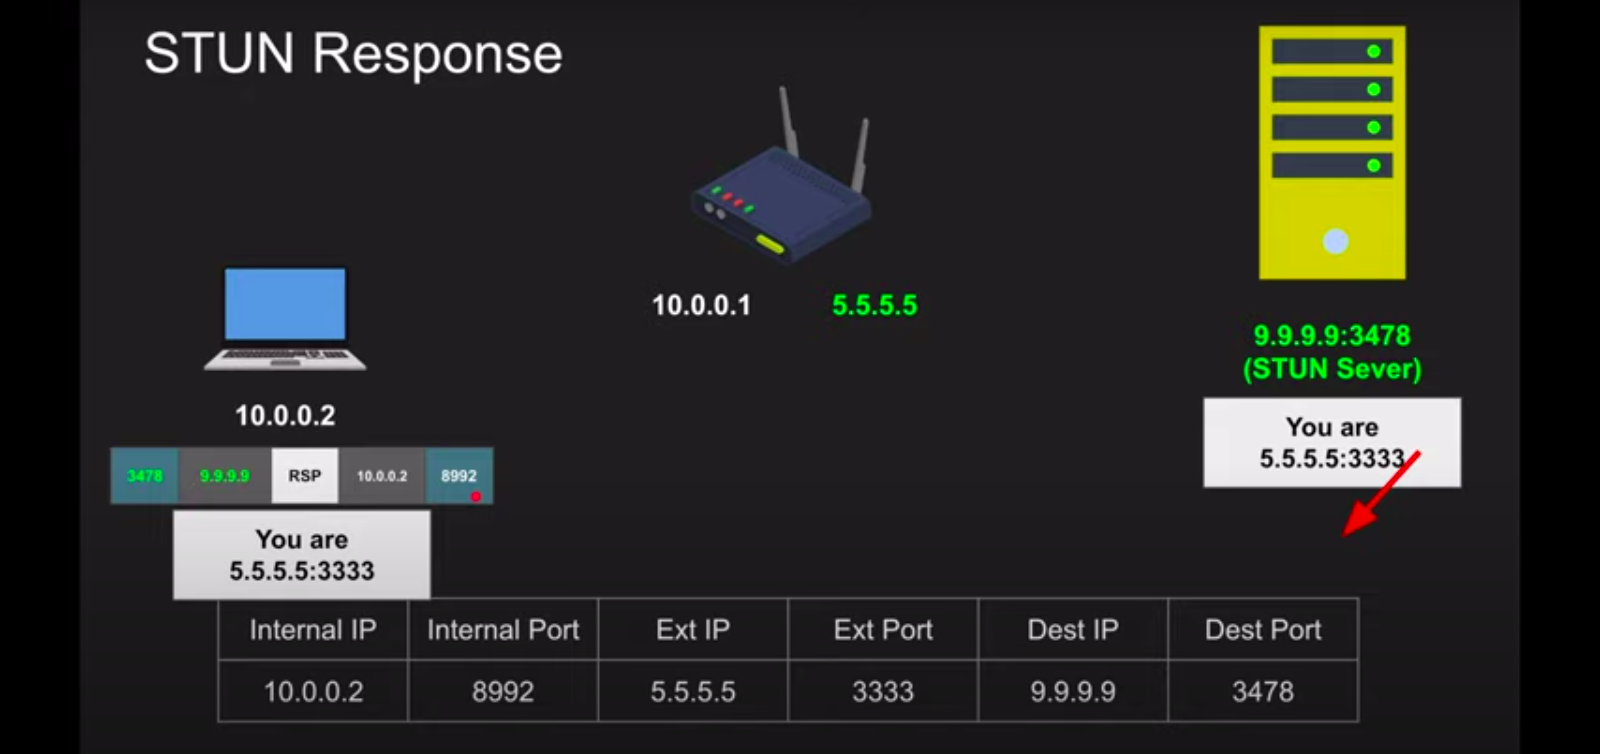 STUN Response
10.0.0.1
5.5.5.5
9.9.9.9:3478
(STUN Sever)
You are
5.5.5.5:3333
10.0.0.2
3478 9.9.9.9 RSP 10.0.0.2 8992
You are
5.5.5.5:3333
Internal IP Internal Port Ext IP Ext Port Dest IP Dest Port
10.0.0.2 8992 5.5.5.5 3333 9.9.9.9 3478